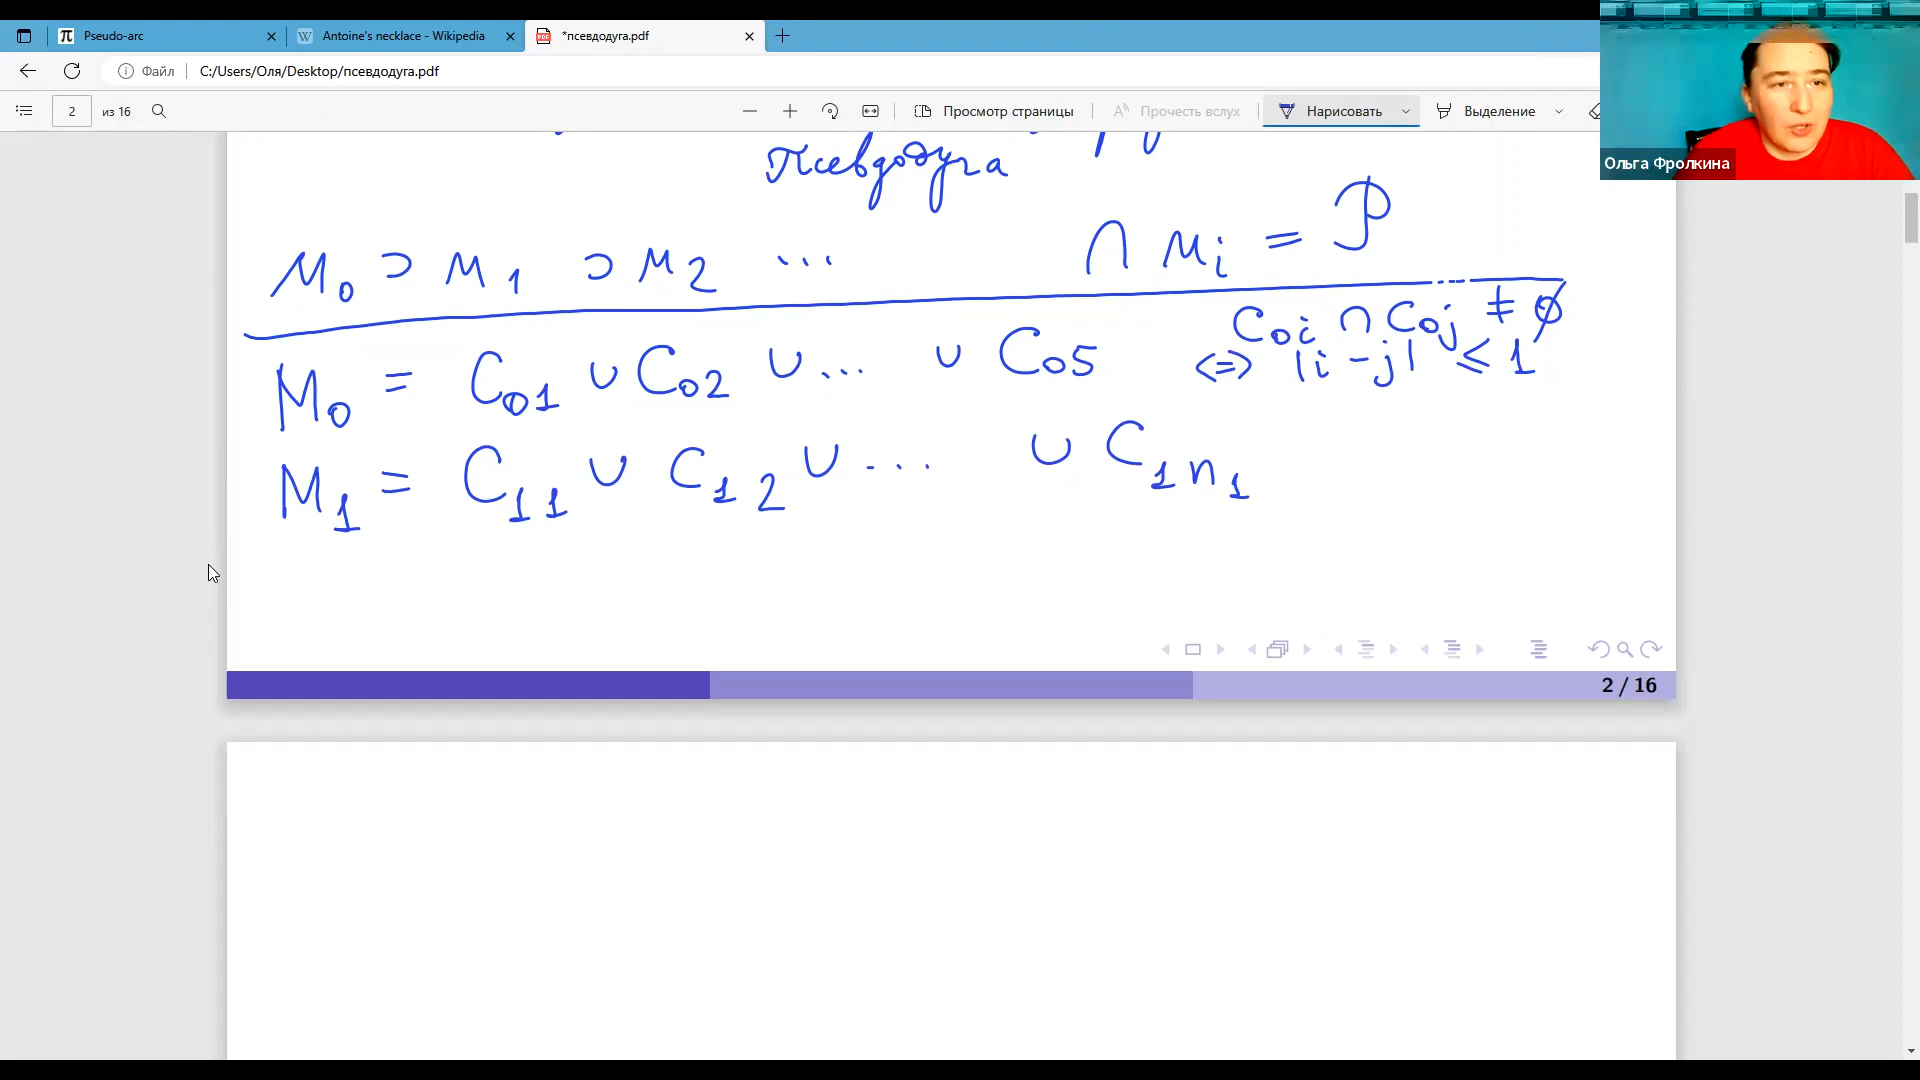 Pseudo-arc
Antoine's necklace - Wikipedia
*псевдодуга.pdf
Файл
C:/Users/Оля/Desktop/псевдодуга.pdf
2 из 16
Просмотр страницы
Прочесть вслух
Нарисовать
Выделение
Ольга Фролкина
Псевдодуга
M₀ ⊃ M₁ ⊃ M₂ ... ∩ Mᵢ = P
M₀ = C₀₁ ∪ C₀₂ ∪ ... ∪ C₀₅
C₀ᵢ ∩ C₀ⱼ ≠ ∅
<=> |i - j| ≤ 1
M₁ = C₁₁ ∪ C₁₂ ∪ ... ∪ C₁ₙ₁
2 / 16